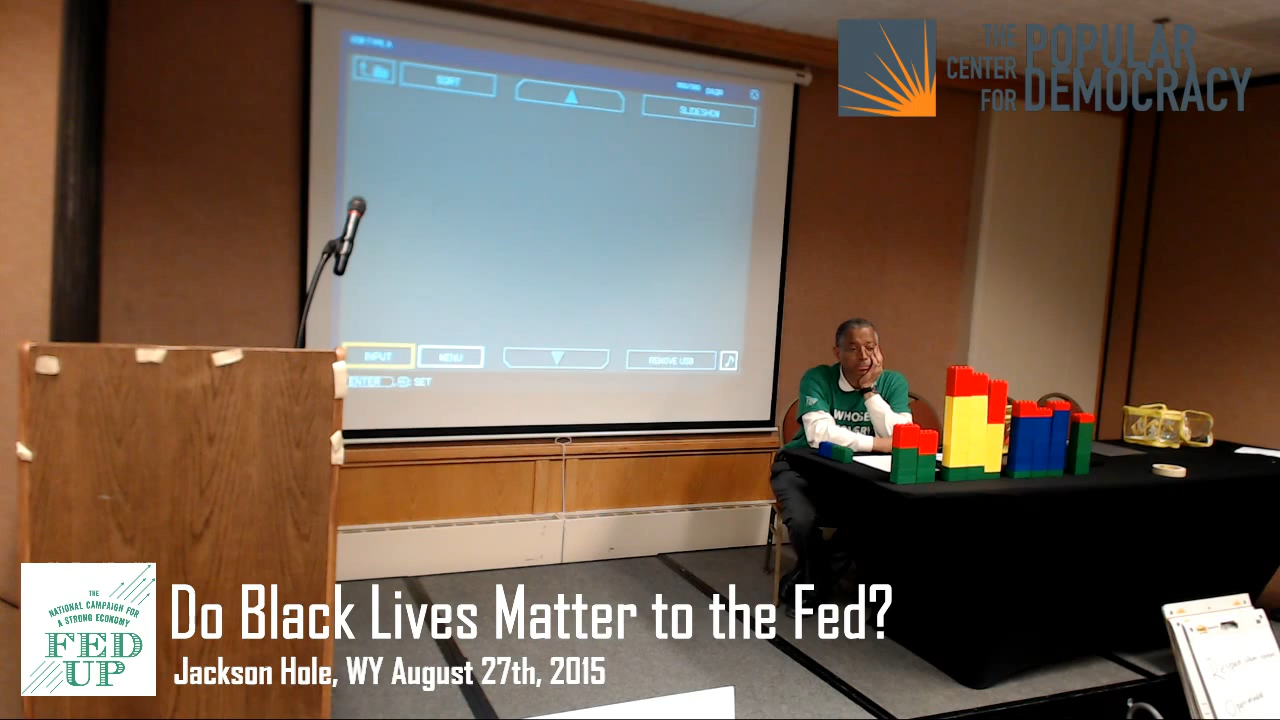 SORT
SLIDESHOW
INPUT
MENU
REMOVE USB
ENTER
: SET
THE
CENTER
FOR
POPULAR
DEMOCRACY
WHOSE
THE
NATIONAL CAMPAIGN FOR
A STRONG ECONOMY
FED
UP
Do Black Lives Matter to the Fed?
Jackson Hole, WY August 27th, 2015